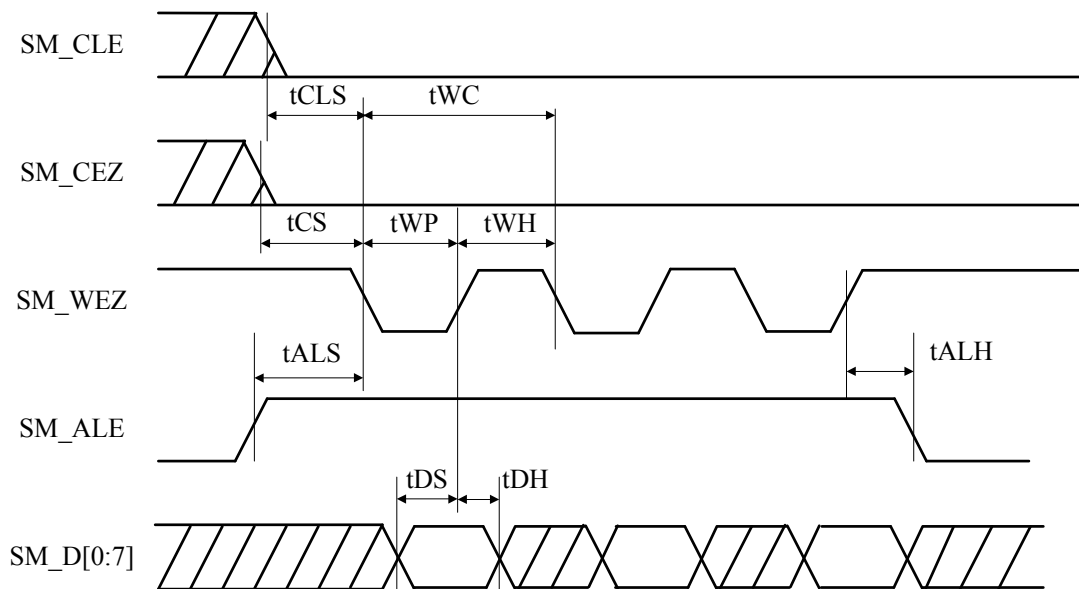 SM_CLE
tCLS tWC
SM_CEZ
tCS tWP tWH
SM_WEZ
tALS tALH
SM_ALE
tDS tDH
SM_D[0:7]